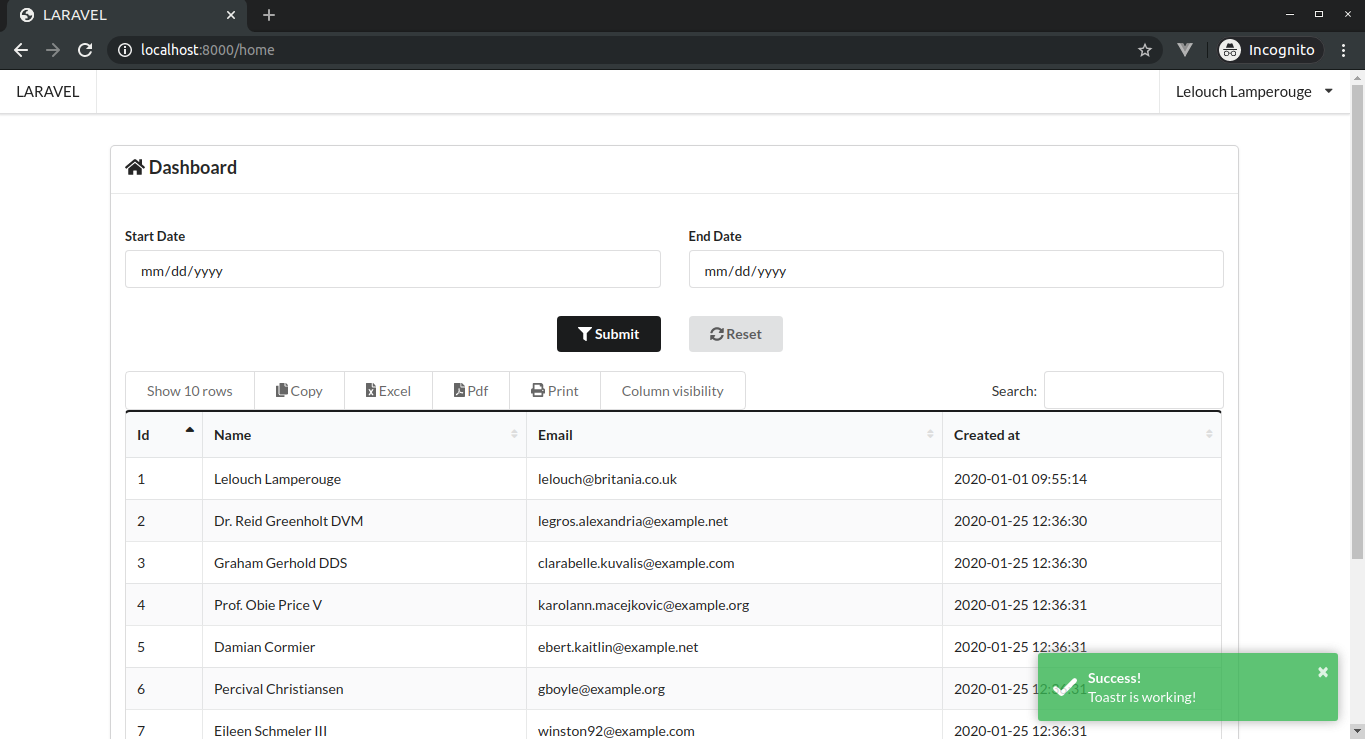 LARAVEL
localhost:8000/home
Incognito
LARAVEL
Lelouch Lamperouge
Dashboard
Start Date
End Date
mm/dd/yyyy
mm/dd/yyyy
Submit
Reset
Show 10 rows Copy Excel Pdf Print Column visibility Search:
Id Name Email Created at
1 Lelouch Lamperouge lelouch@britania.co.uk 2020-01-01 09:55:14
2 Dr. Reid Greenholt DVM legros.alexandria@example.net 2020-01-25 12:36:30
3 Graham Gerhold DDS clarabelle.kuvalis@example.com 2020-01-25 12:36:30
4 Prof. Obie Price V karolann.macejkovic@example.org 2020-01-25 12:36:31
5 Damian Cormier ebert.kaitlin@example.net 2020-01-25 12:36:31
6 Percival Christiansen gboyle@example.org 2020-01-25 12:36:31
7 Eileen Schmeler III winston92@example.com 2020-01-25 12:36:31
Success!
Toastr is working!